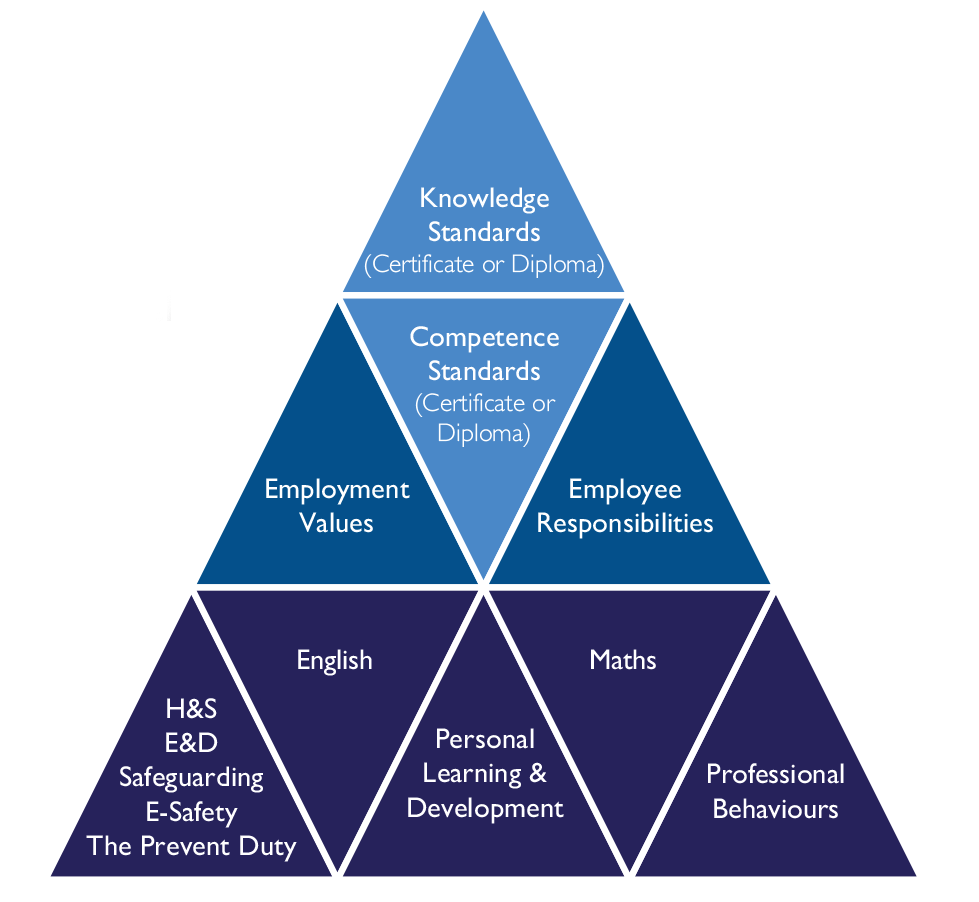 Knowledge
Standards
(Certificate or Diploma)
Competence
Standards
(Certificate or
Diploma)
Employment
Values
Employee
Responsibilities
H&S
E&D
Safeguarding
E-Safety
The Prevent Duty
English
Personal
Learning &
Development
Maths
Professional
Behaviours